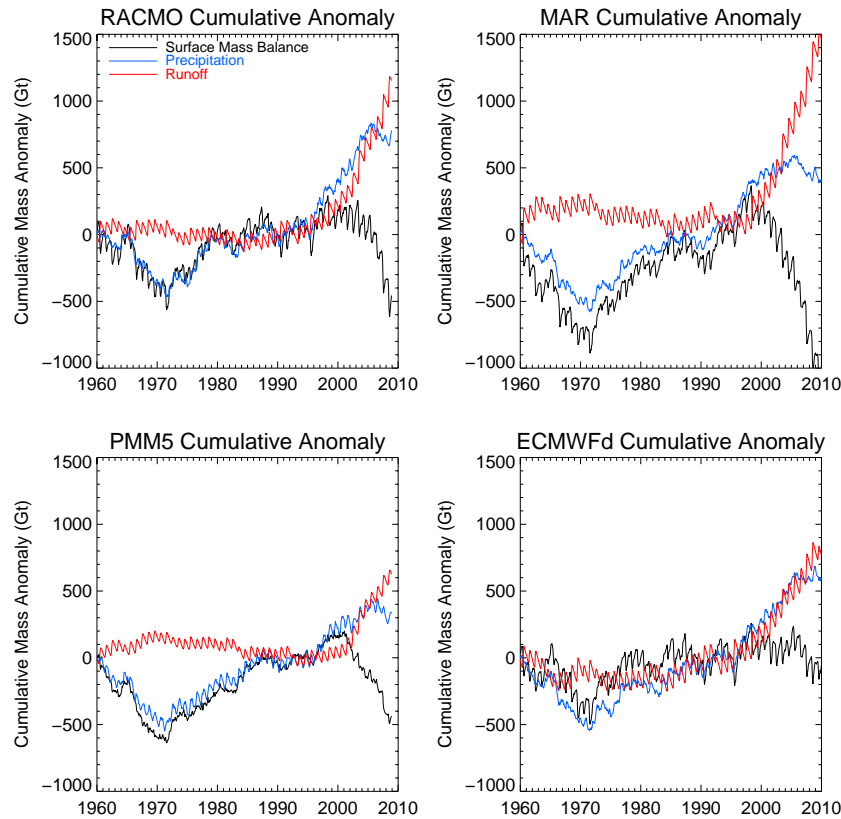 RACMO Cumulative Anomaly
Cumulative Mass Anomaly (Gt)
1500
1000
500
0
−500
−1000
Surface Mass Balance
Precipitation
Runoff
1960 1970 1980 1990 2000 2010
MAR Cumulative Anomaly
Cumulative Mass Anomaly (Gt)
1500
1000
500
0
−500
−1000
1960 1970 1980 1990 2000 2010
PMM5 Cumulative Anomaly
Cumulative Mass Anomaly (Gt)
1500
1000
500
0
−500
−1000
1960 1970 1980 1990 2000 2010
ECMWFd Cumulative Anomaly
Cumulative Mass Anomaly (Gt)
1500
1000
500
0
−500
−1000
1960 1970 1980 1990 2000 2010